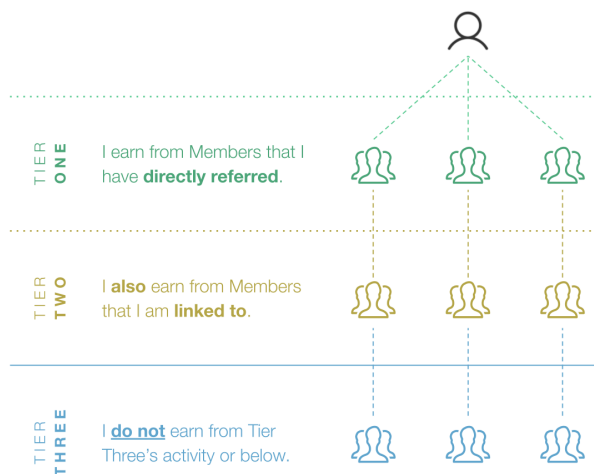 TIER ONE
I earn from Members that I
have directly referred.
TIER TWO
I also earn from Members
that I am linked to.
TIER THREE
I do not earn from Tier
Three's activity or below.